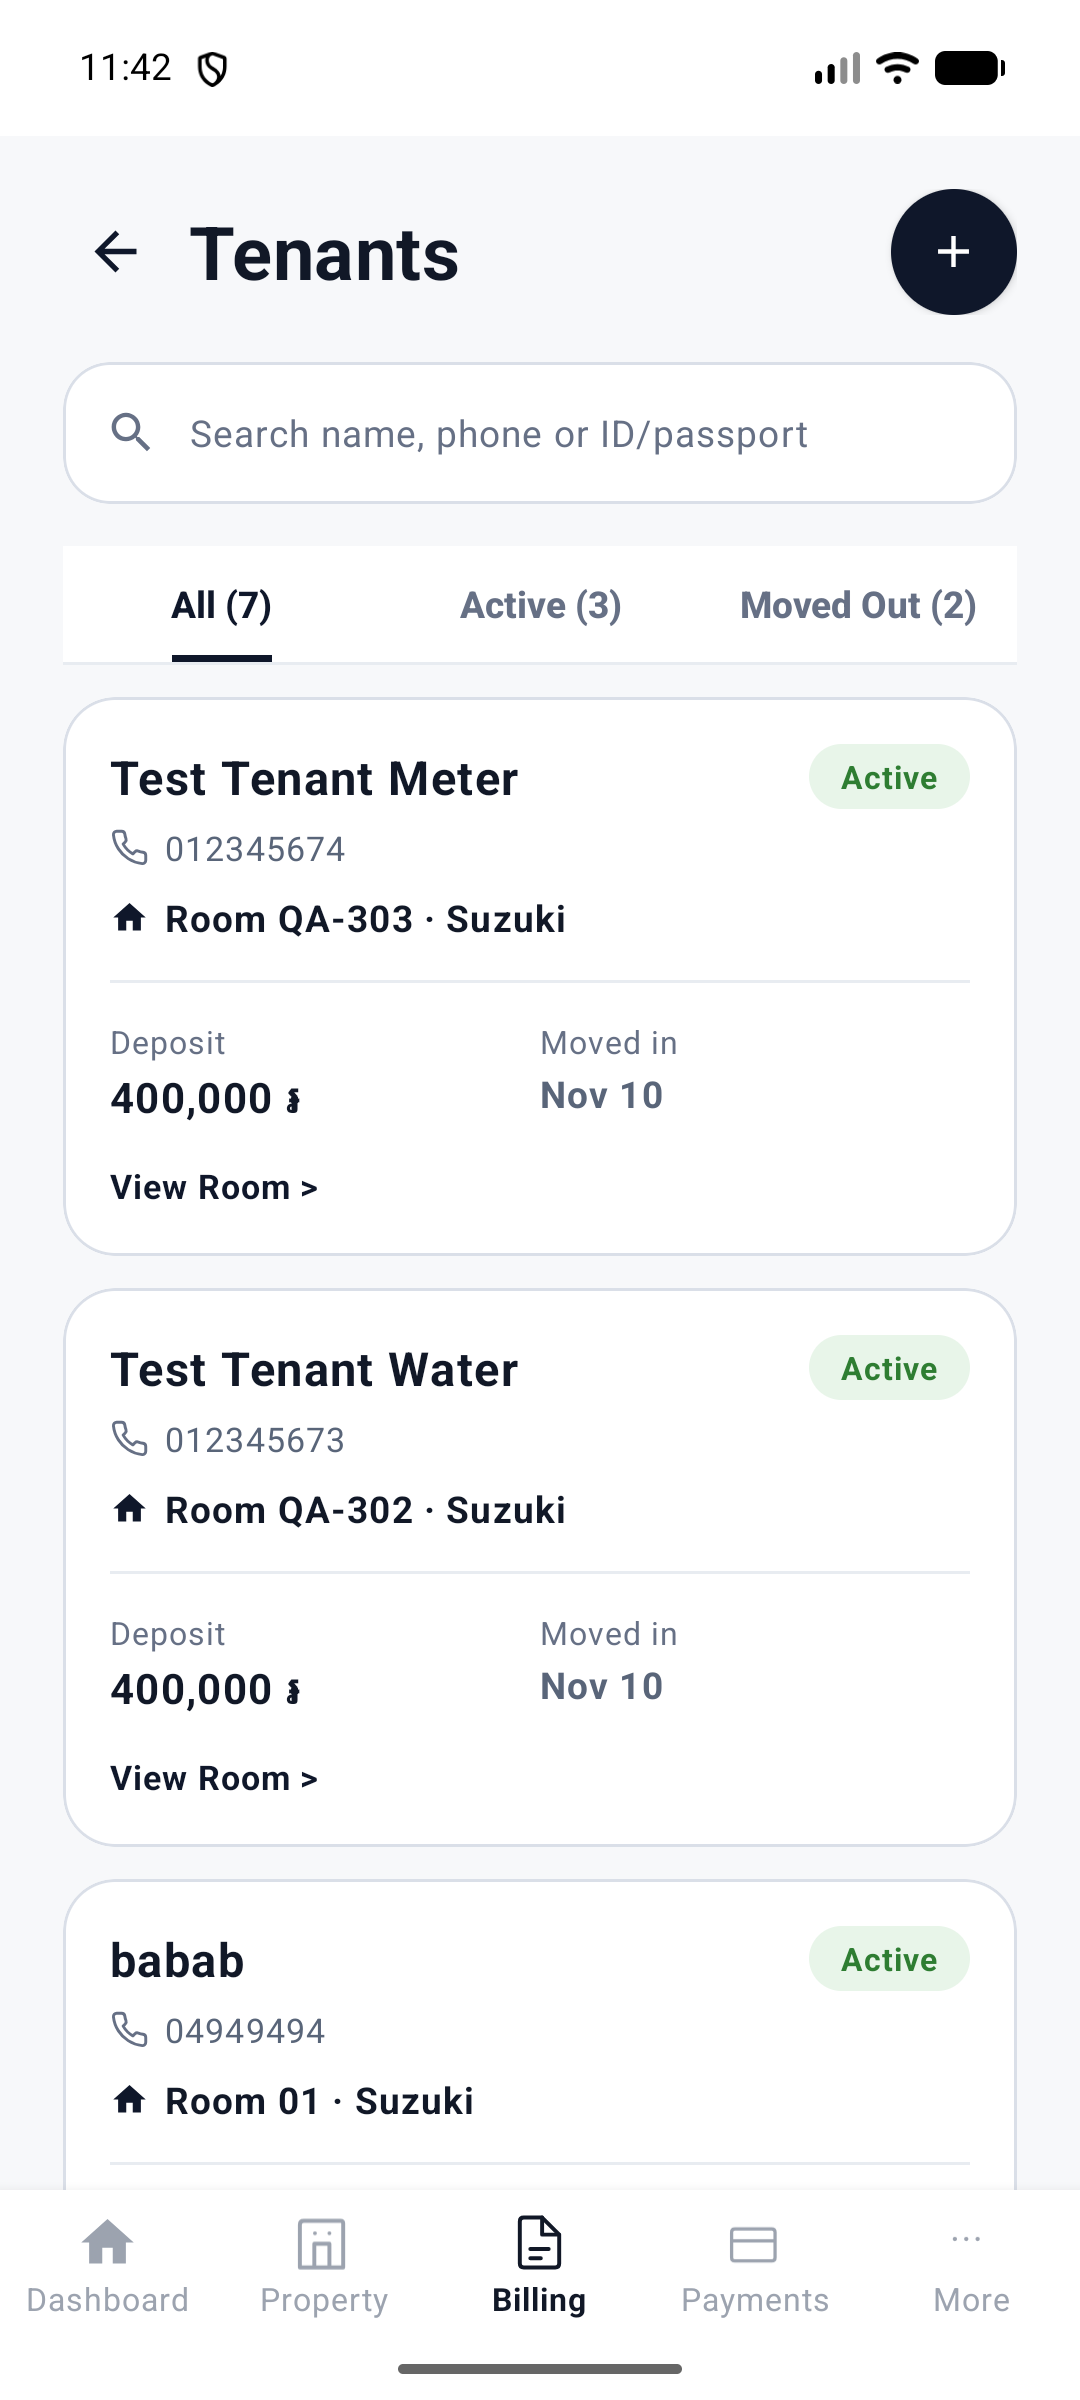 11:42
Tenants
Search name, phone or ID/passport
All (7) Active (3) Moved Out (2)
Test Tenant Meter Active
012345674
Room QA-303 · Suzuki
Deposit Moved in
400,000 ៛ Nov 10
View Room >
Test Tenant Water Active
012345673
Room QA-302 · Suzuki
Deposit Moved in
400,000 ៛ Nov 10
View Room >
babab Active
04949494
Room 01 · Suzuki
Dashboard Property Billing Payments More